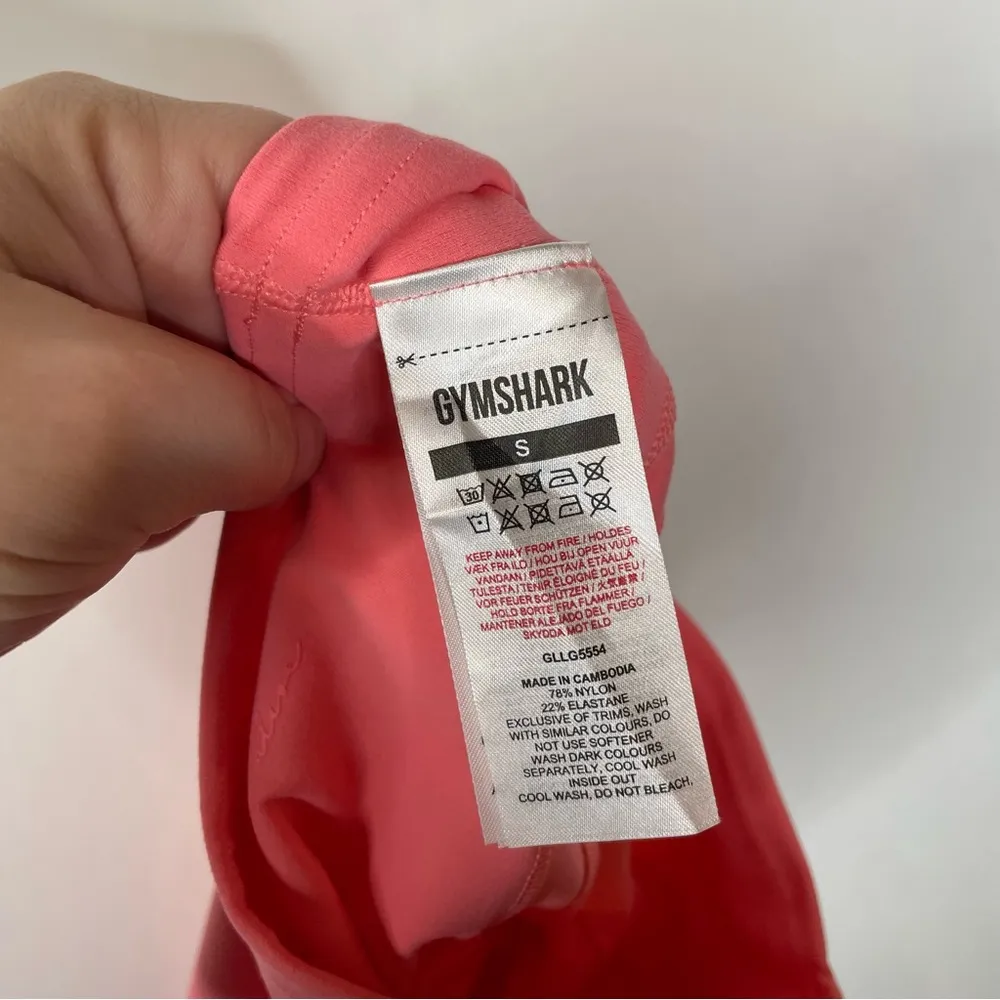 GYMSHARK
S
30
KEEP AWAY FROM FIRE / HOLDES
VÆK FRA ILD / HOU BIJ OPEN VUUR
VANDAAN / PIDETTAVÄ ETÄÄLLÄ
TULESTA / TENIR ÉLOIGNÉ DU FEU /
VOR FEUER SCHÜTZEN / 火気厳禁 /
HOLD BORTE FRA FLAMMER /
MANTENER ALEJADO DEL FUEGO /
SKYDDA MOT ELD
GLLG5554
MADE IN CAMBODIA
78% NYLON
22% ELASTANE
EXCLUSIVE OF TRIMS, WASH
WITH SIMILAR COLOURS, DO
NOT USE SOFTENER
WASH DARK COLOURS
SEPARATELY, COOL WASH
INSIDE OUT
COOL WASH, DO NOT BLEACH,